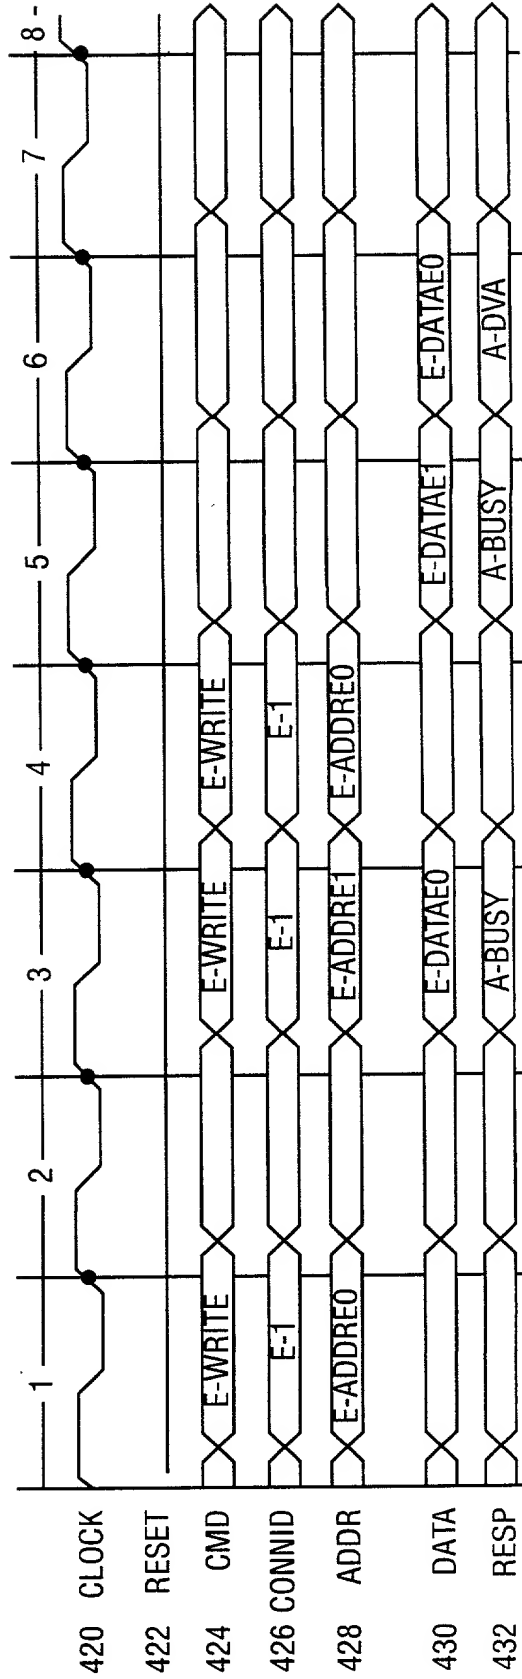 1 2 3 4 5 6 7 8
420 CLOCK
422 RESET
424 CMD E-WRITE E-WRITE E-WRITE
426 CONNID E-1 E-1 E-1
428 ADDR E-ADDRE0 E-ADDRE1 E-ADDRE0
430 DATA E-DATAE0 E-DATAE1 E-DATAE0
432 RESP A-BUSY A-BUSY A-DVA